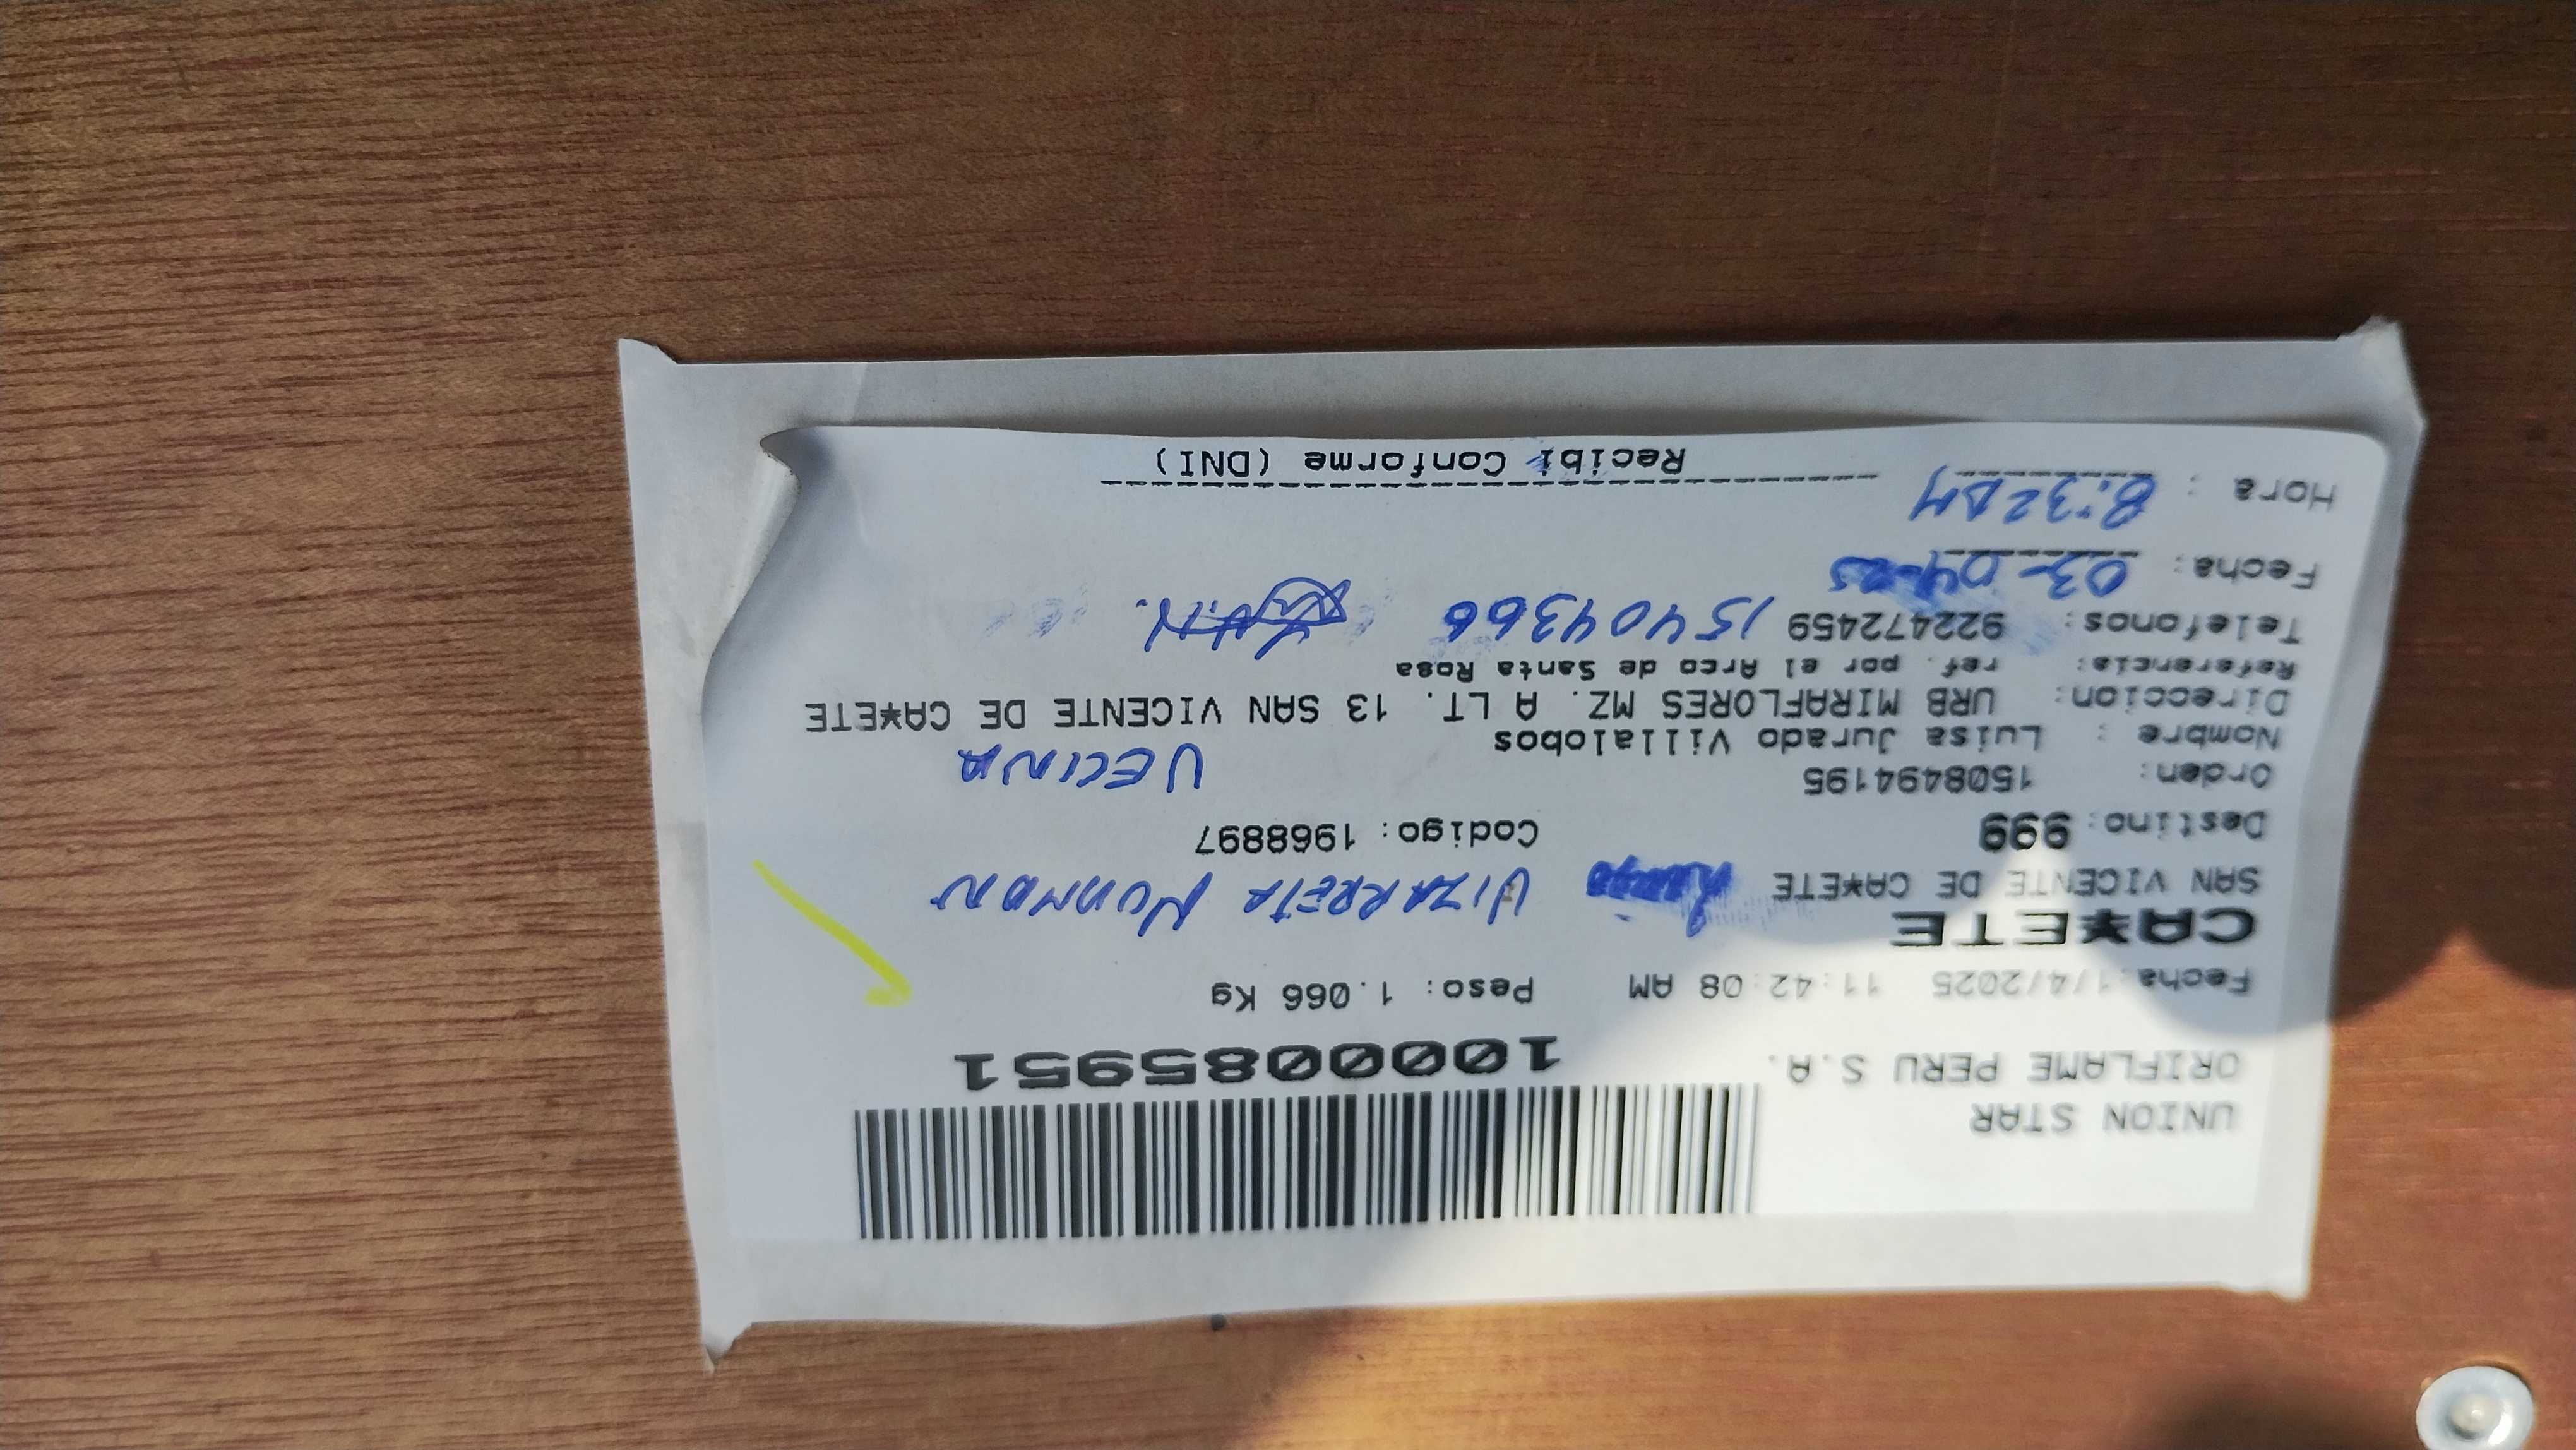 UNION STAR
ORIFLAME PERU S.A.
1000085951
Fecha:1/4/2025 11:42:08 AM Peso: 1.066 Kg
CA¥ETE
SAN VICENTE DE CA¥ETE VIZARRETA HUAMAN
Destino: 999 Codigo: 1968897
Orden: 1508494195 VECINA
Nombre : Luisa Jurado Villalobos
Direccion: URB MIRAFLORES MZ. A LT. 13 SAN VICENTE DE CA¥ETE
Referencia: ref. por el Arco de Santa Rosa
Telefonos: 922472459 15404366
Fecha: 03-04-25
Hora : 8:32AM
Recibi Conforme (DNI)